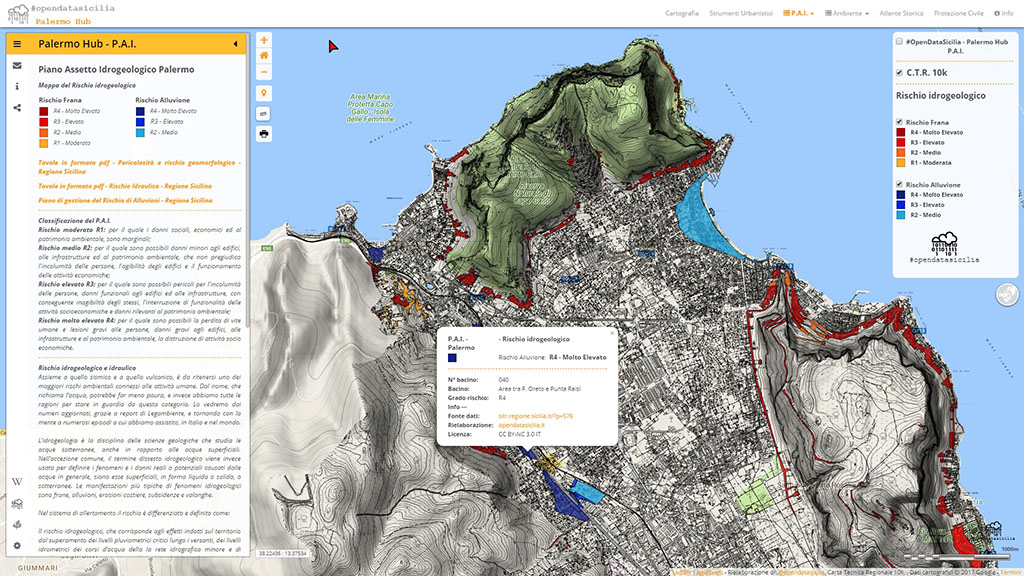 #opendatasicilia
Palermo Hub
Cartografia
Strumenti Urbanistici
P.A.I.
Ambiente
Atlante Storico
Protezione Civile
Info
Palermo Hub - P.A.I.
Piano Assetto Idrogeologico Palermo
Mappa del Rischio idrogeologico
Rischio Frana
R4 - Molto Elevato
R3 - Elevato
R2 - Medio
R1 - Moderata
Rischio Alluvione
R4 - Molto Elevato
R3 - Elevato
R2 - Medio
Tavole in formato pdf - Pericolosità e rischio geomorfologico -
Regione Siciliana
Tavole in formato pdf - Rischio Idraulico - Regione Siciliana
Piano di gestione del Rischio di Alluvioni - Regione Siciliana
Classificazione del P.A.I.
Rischio moderato R1: per il quale i danni sociali, economici ed al
patrimonio ambientale, sono marginali;
Rischio medio R2: per il quale sono possibili danni minori agli edifici,
alle infrastrutture ed al patrimonio ambientale, che non pregiudico
l'incolumità delle persone, l'agibilità degli edifici e il funzionamento
delle attività economiche;
Rischio elevato R3: per il quale sono possibili pericoli per l'incolumità
delle persone, danni funzionali agli edifici ed alle infrastrutture, con
conseguente inagibilità degli stessi, l'interruzione di funzionalità delle
attività socioeconomiche e danni rilevanti al patrimonio ambientale;
Rischio molto elevato R4: per il quale sono possibili la perdita di vite
umane e lesioni gravi alle persone, danni gravi agli edifici, alle
infrastrutture e al patrimonio ambientale, la distruzione di attività socio
economiche.
Rischio idrogeologico e idraulico
Assieme a quello sismico e a quello vulcanico, è da ritenersi uno dei
maggiori rischi ambientali connessi alle attività umane. Dal nome, che
richiama l'acqua, potrebbe far meno paura, e invece abbiamo tutte le
ragioni per stare in guardia da questa categoria. Lo vedremo dai
numeri aggiornati, grazie a report di Legambiente, e tornando con la
mente a numerosi episodi a cui abbiamo assistito, in Italia e nel mondo.
L'idrogeologia è la disciplina delle scienze geologiche che studia le
acque sotterranee, anche in rapporto alle acque superficiali.
Nell'accezione comune, il termine dissesto idrogeologico viene invece
usato per definire i fenomeni e i danni reali o potenziali causati dalle
acque in generale, siano esse superficiali, in forma liquida o solida, o
sotterranee. Le manifestazioni più tipiche di fenomeni idrogeologici
sono frane, alluvioni, erosioni costiere, subsidenze e valanghe.
Nel sistema di allertamento il rischio è differenziato e definito come:
Il rischio idrogeologico, che corrisponde agli effetti indotti sul territorio
dal superamento dei livelli pluviometrici critici lungo i versanti, dei livelli
idrometrici dei corsi d'acqua della rete idrografica minore e di
GIUMMARI
Area Marina
Protetta Capo
Gallo - Isola
delle Femmine
P.A.I. -
Palermo
- Rischio idrogeologico
Rischio Alluvione: R4 - Molto Elevato
N° bacino: 040
Bacino: Area tra F. Oreto e Punta Raisi
Grado rischio: R4
Info —
Fonte dati: sitr.regione.sicilia.it/?p=576
Rielaborazione: opendatasicilia.it
Licenza: CC BY-NC 3.0 IT
#OpenDataSicilia - Palermo Hub
P.A.I.
C.T.R. 10k
Rischio idrogeologico
Rischio Frana
R4 - Molto Elevato
R3 - Elevato
R2 - Medio
R1 - Moderata
Rischio Alluvione
R4 - Molto Elevato
R3 - Elevato
R2 - Medio
#opendatasicilia
38.22436 : 13.37534
1000m
Rielaborazione di #opendatasicilia, Carta Tecnica Regionale 10k, Dati cartografici © 2017 Google - Termini